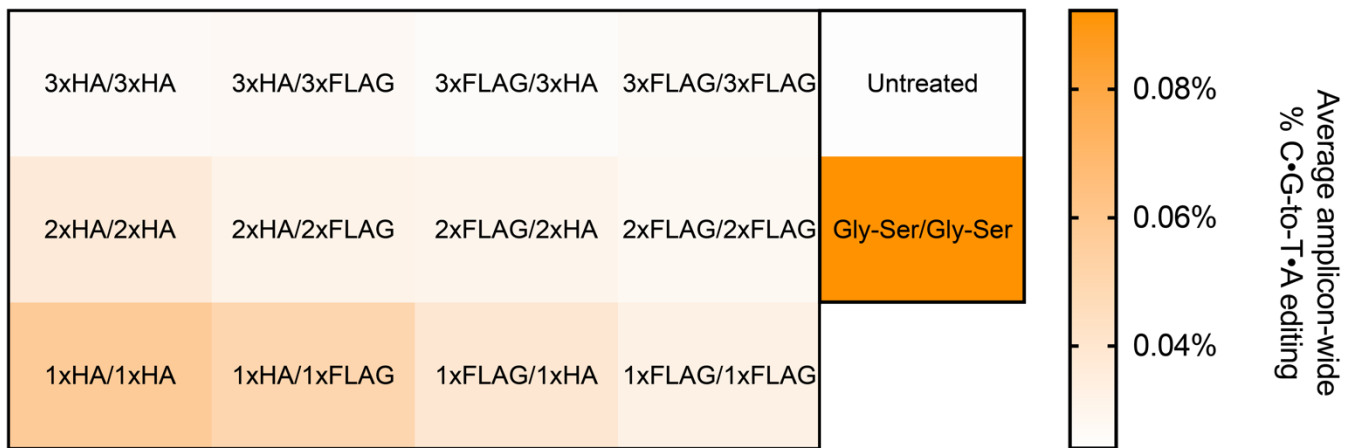 3xHA/3xHA 3xHA/3xFLAG 3xFLAG/3xHA 3xFLAG/3xFLAG Untreated
2xHA/2xHA 2xHA/2xFLAG 2xFLAG/2xHA 2xFLAG/2xFLAG Gly-Ser/Gly-Ser
1xHA/1xHA 1xHA/1xFLAG 1xFLAG/1xHA 1xFLAG/1xFLAG
0.08%
0.06%
0.04%
Average amplicon-wide
% C•G-to-T•A editing